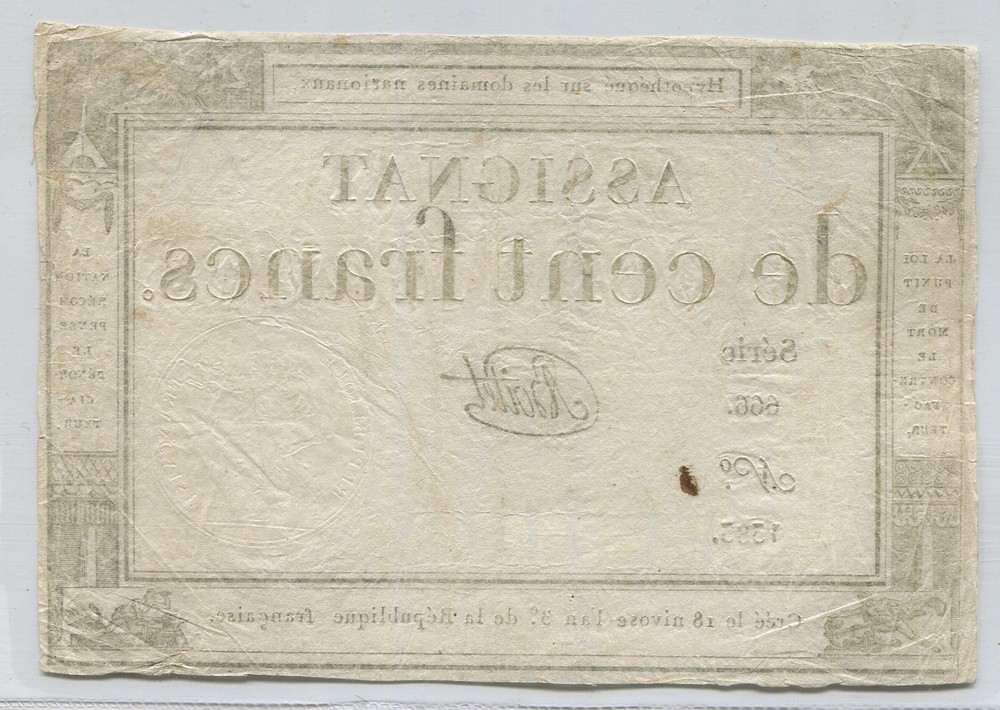 Hypothéqué sur les domaines nationaux.
ASSIGNAT
de cent francs.
Série
666.
Nº.
1383.
LA LOI
PUNIT
DE
MORT
LE
CONTRE-
FAC-
TEUR,
LA
NATION
RÉCOM
PENSE
LE
DÉNON-
CIA-
TEUR,
Créé le 18 nivose l'an 3e. de la République française.